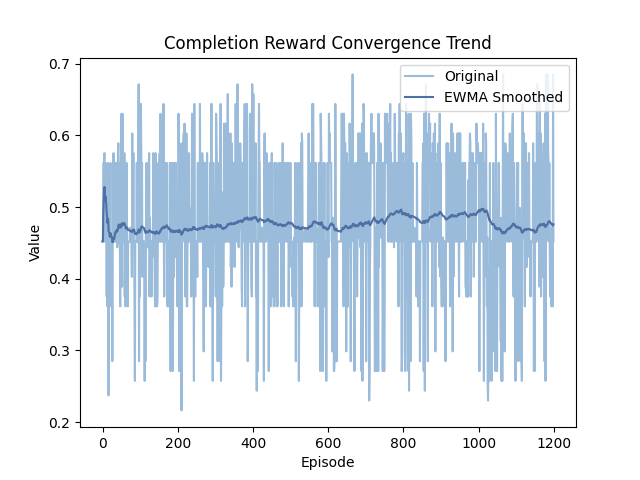 Completion Reward Convergence Trend
Original
EWMA Smoothed
Value
0.7
0.6
0.5
0.4
0.3
0.2
0 200 400 600 800 1000 1200
Episode